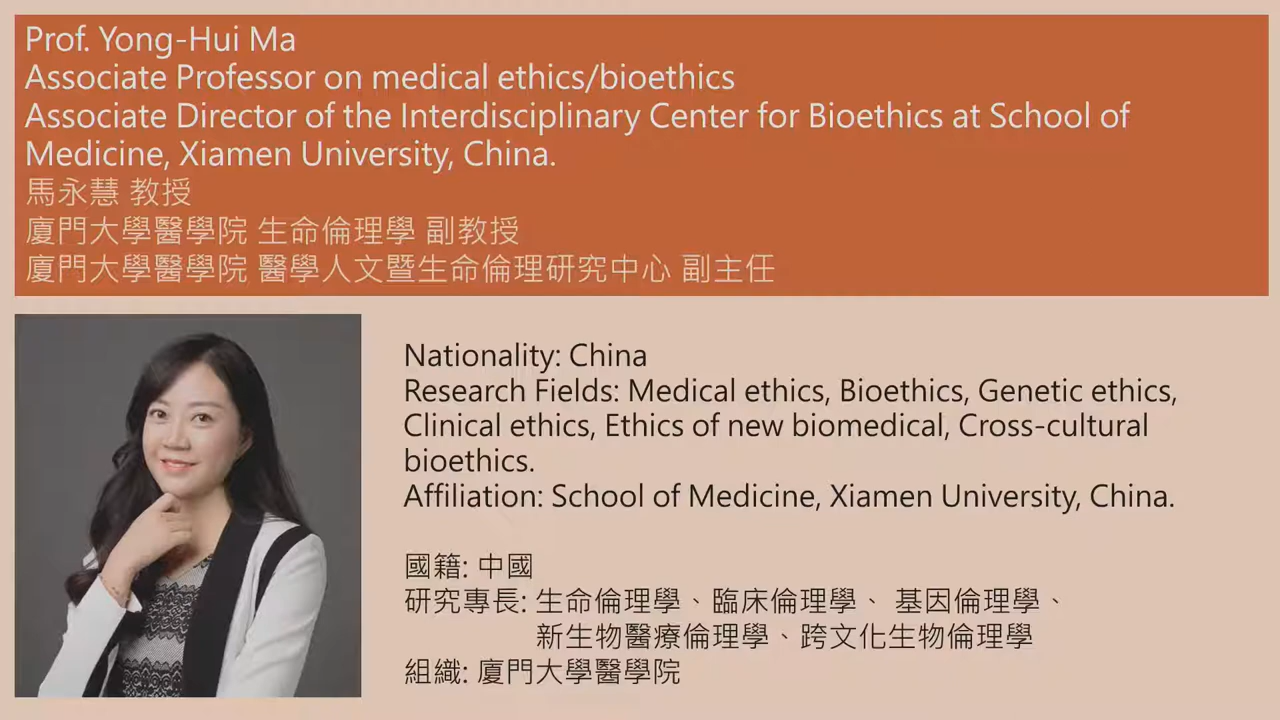 Prof. Yong-Hui Ma
Associate Professor on medical ethics/bioethics
Associate Director of the Interdisciplinary Center for Bioethics at School of
Medicine, Xiamen University, China.
馬永慧 教授
廈門大學醫學院 生命倫理學 副教授
廈門大學醫學院 醫學人文暨生命倫理研究中心 副主任
Nationality: China
Research Fields: Medical ethics, Bioethics, Genetic ethics,
Clinical ethics, Ethics of new biomedical, Cross-cultural
bioethics.
Affiliation: School of Medicine, Xiamen University, China.
國籍: 中國
研究專長: 生命倫理學、臨床倫理學、 基因倫理學、
新生物醫療倫理學、跨文化生物倫理學
組織: 廈門大學醫學院